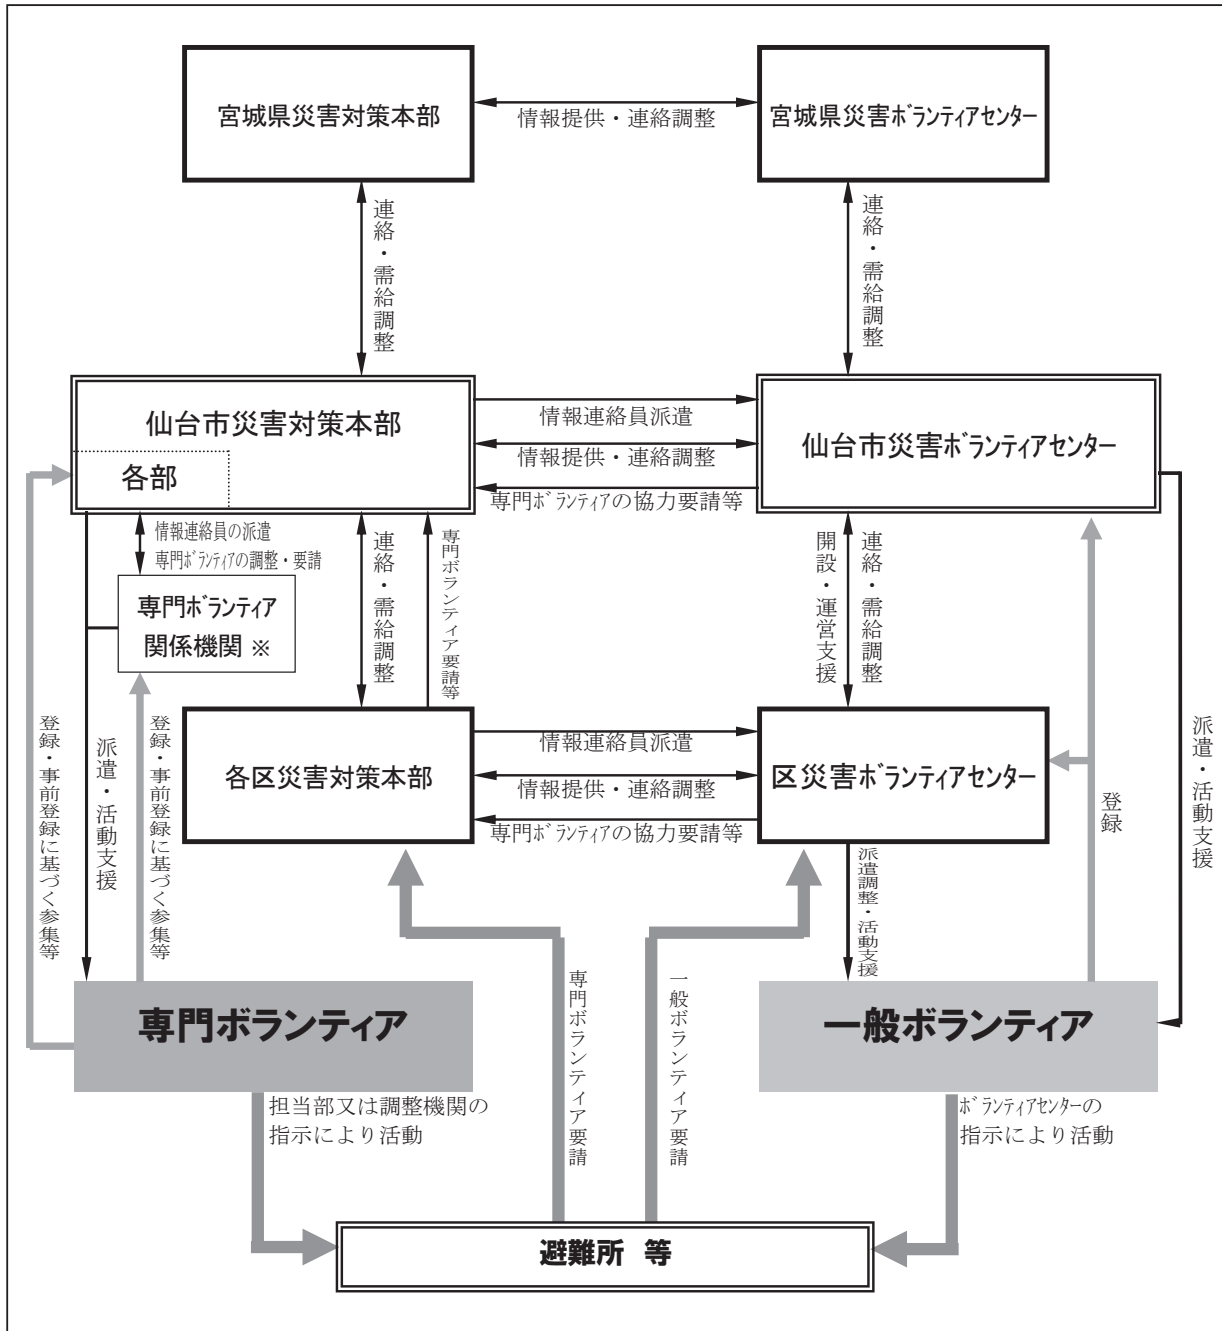 宮城県災害対策本部
情報提供・連絡調整
宮城県災害ボランティアセンター
連絡・需給調整
連絡・需給調整
仙台市災害対策本部
各部
情報連絡員派遣
情報提供・連絡調整
専門ボランティアの協力要請等
仙台市災害ボランティアセンター
情報連絡員の派遣
専門ボランティアの調整・要請
専門ボランティア
関係機関 ※
連絡・需給調整
専門ボランティア要請等
開設・運営支援
連絡・需給調整
各区災害対策本部
情報連絡員派遣
情報提供・連絡調整
専門ボランティアの協力要請等
区災害ボランティアセンター
登録・事前登録に基づく参集等
派遣・活動支援
登録・事前登録に基づく参集等
派遣調整・活動支援
登録
派遣・活動支援
専門ボランティア
専門ボランティア要請
一般ボランティア要請
一般ボランティア
担当部又は調整機関の
指示により活動
ボランティアセンターの
指示により活動
避難所 等